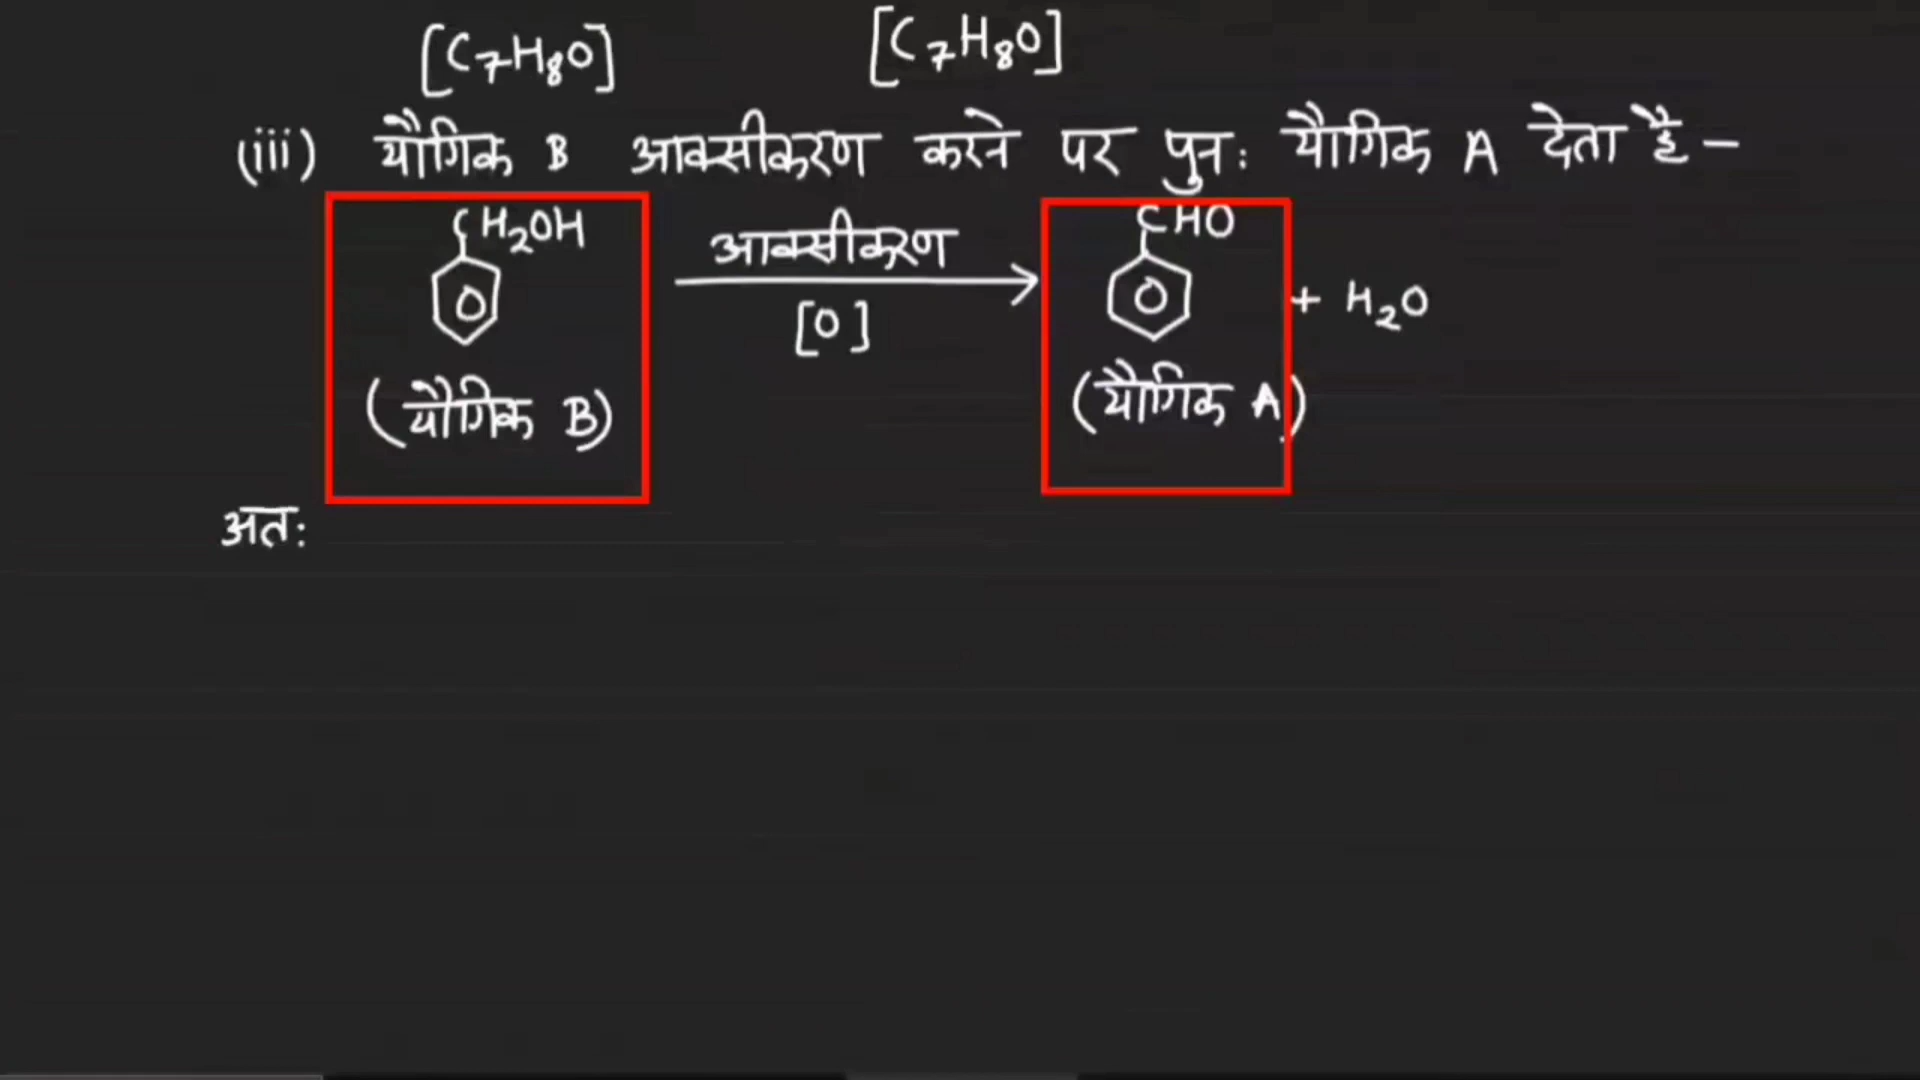 [C₇H₈O] [C₇H₈O]
(iii) यौगिक B आक्सीकरण करने पर पुनः यौगिक A देता है -
CH₂OH आक्सीकरण CHO
[O] + H₂O
(यौगिक B) (यौगिक A)
अतः